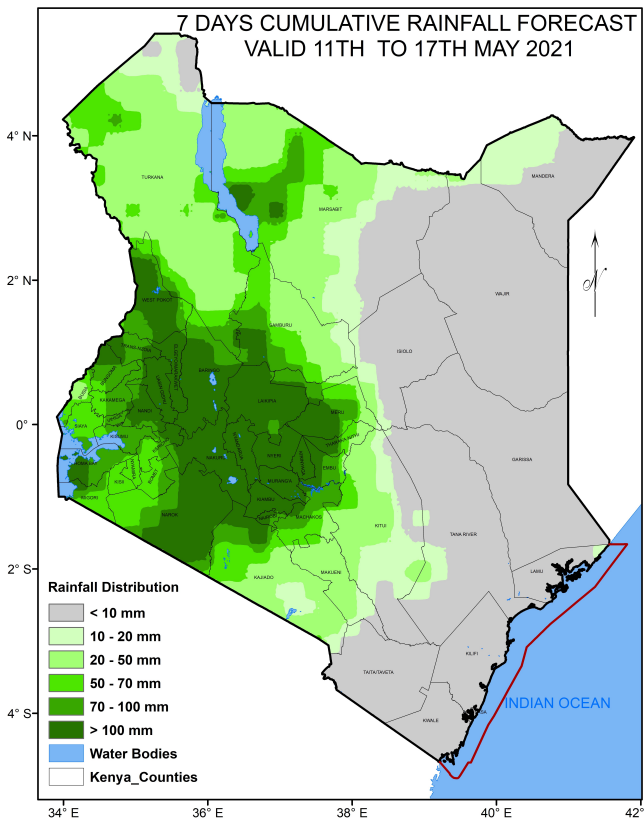 7 DAYS CUMULATIVE RAINFALL FORECAST
VALID 11TH TO 17TH MAY 2021
4° N
2° N
0°
2° S
4° S
TURKANA
MANDERA
MARSABIT
WAJIR
WEST POKOT
SAMBURU
ISIOLO
BARINGO
LAIKIPIA
KAKAMEGA
NANDI
MERU
SIAYA
GARISSA
NYERI
EMBU
KISII
MURANGA
KIAMBU
MIGORI
NAROK
MACHAKOS
KITUI
TANA RIVER
KAJIADO
MAKUENI
LAMU
KILIFI
TAITA/TAVETA
KWALE
INDIAN OCEAN
N
Rainfall Distribution
< 10 mm
10 - 20 mm
20 - 50 mm
50 - 70 mm
70 - 100 mm
> 100 mm
Water Bodies
Kenya_Counties
34° E
36° E
38° E
40° E
42°